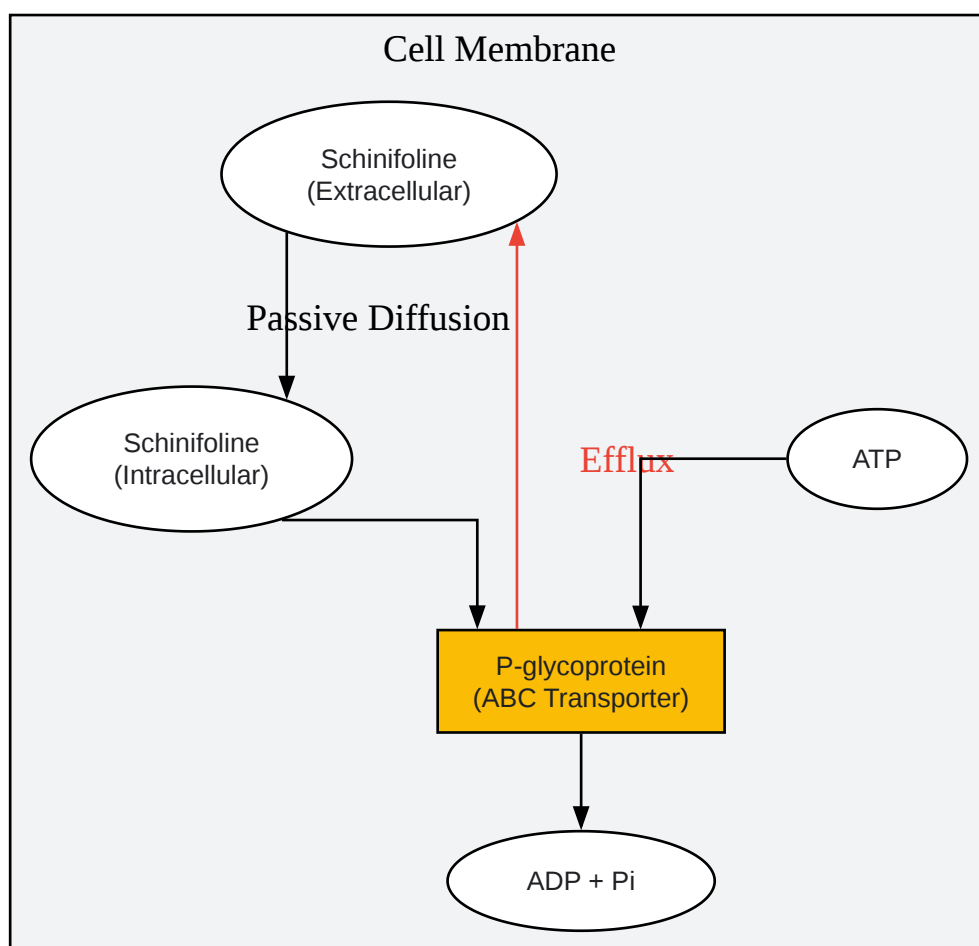 Cell Membrane
Schinifoline
(Extracellular)
Passive Diffusion
Schinifoline
(Intracellular)
Efflux
ATP
P-glycoprotein
(ABC Transporter)
ADP + Pi